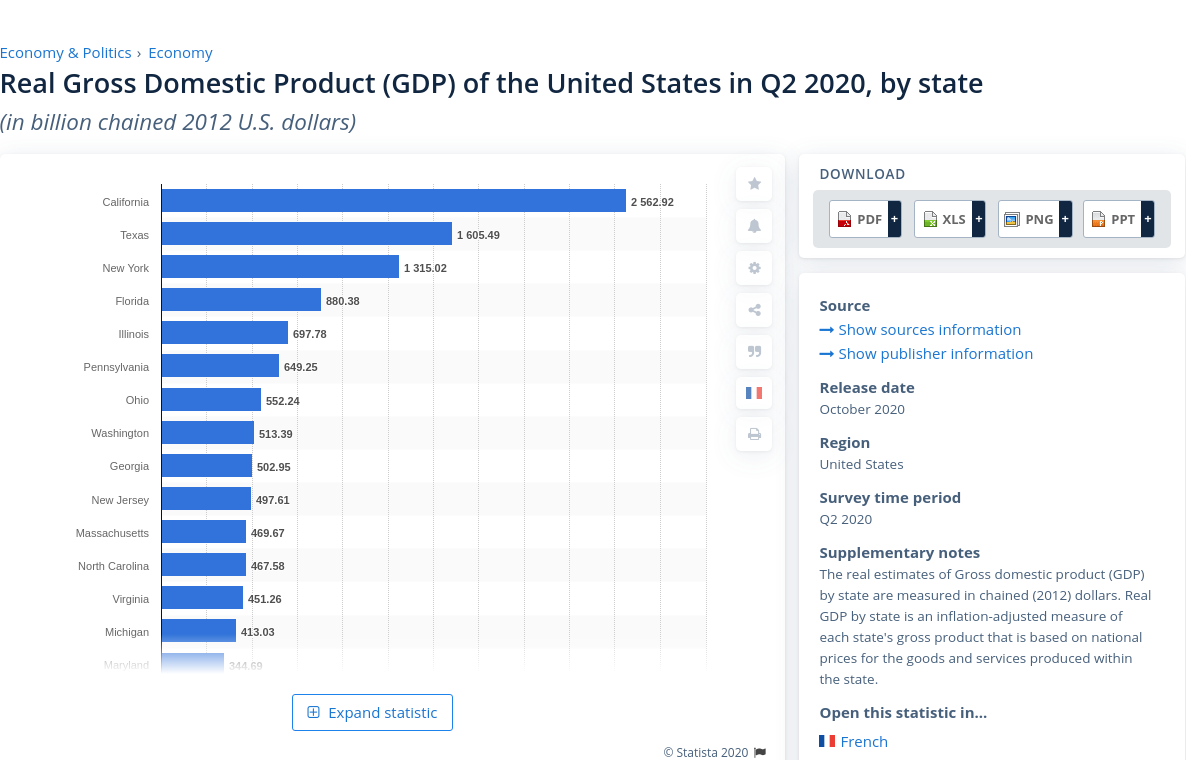 Economy & Politics › Economy
Real Gross Domestic Product (GDP) of the United States in Q2 2020, by state
(in billion chained 2012 U.S. dollars)
California 2 562.92
Texas 1 605.49
New York 1 315.02
Florida 880.38
Illinois 697.78
Pennsylvania 649.25
Ohio 552.24
Washington 513.39
Georgia 502.95
New Jersey 497.61
Massachusetts 469.67
North Carolina 467.58
Virginia 451.26
Michigan 413.03
Maryland 344.69
Expand statistic
© Statista 2020
DOWNLOAD
PDF + XLS + PNG + PPT +
Source
Show sources information
Show publisher information
Release date
October 2020
Region
United States
Survey time period
Q2 2020
Supplementary notes
The real estimates of Gross domestic product (GDP)
by state are measured in chained (2012) dollars. Real
GDP by state is an inflation-adjusted measure of
each state's gross product that is based on national
prices for the goods and services produced within
the state.
Open this statistic in...
French